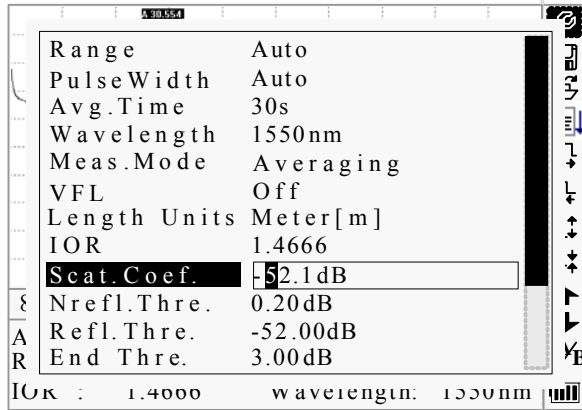 A 30.554
Range Auto
PulseWidth Auto
Avg.Time 30s
Wavelength 1550nm
Meas.Mode Averaging
VFL Off
Length Units Meter[m]
IOR 1.4666
Scat.Coef. -52.1dB
Nrefl.Thre. 0.20dB
Refl.Thre. -52.00dB
End Thre. 3.00dB
A
R
IOR : 1.4666 Wavelength: 1550nm